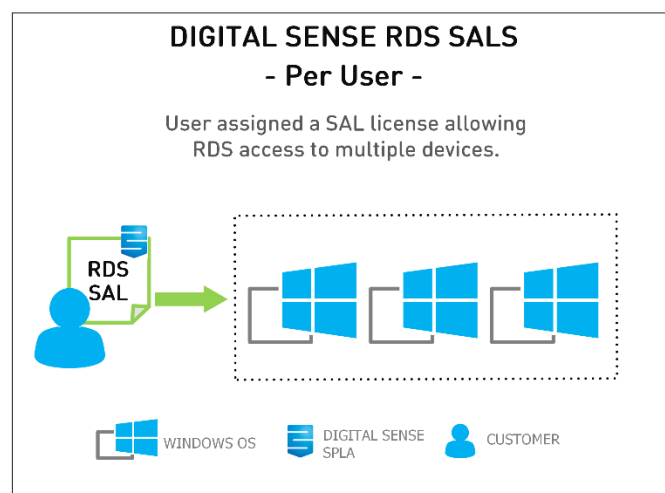 DIGITAL SENSE RDS SALS
- Per User -
User assigned a SAL license allowing
RDS access to multiple devices.
RDS
SAL
WINDOWS OS
DIGITAL SENSE
SPLA
CUSTOMER